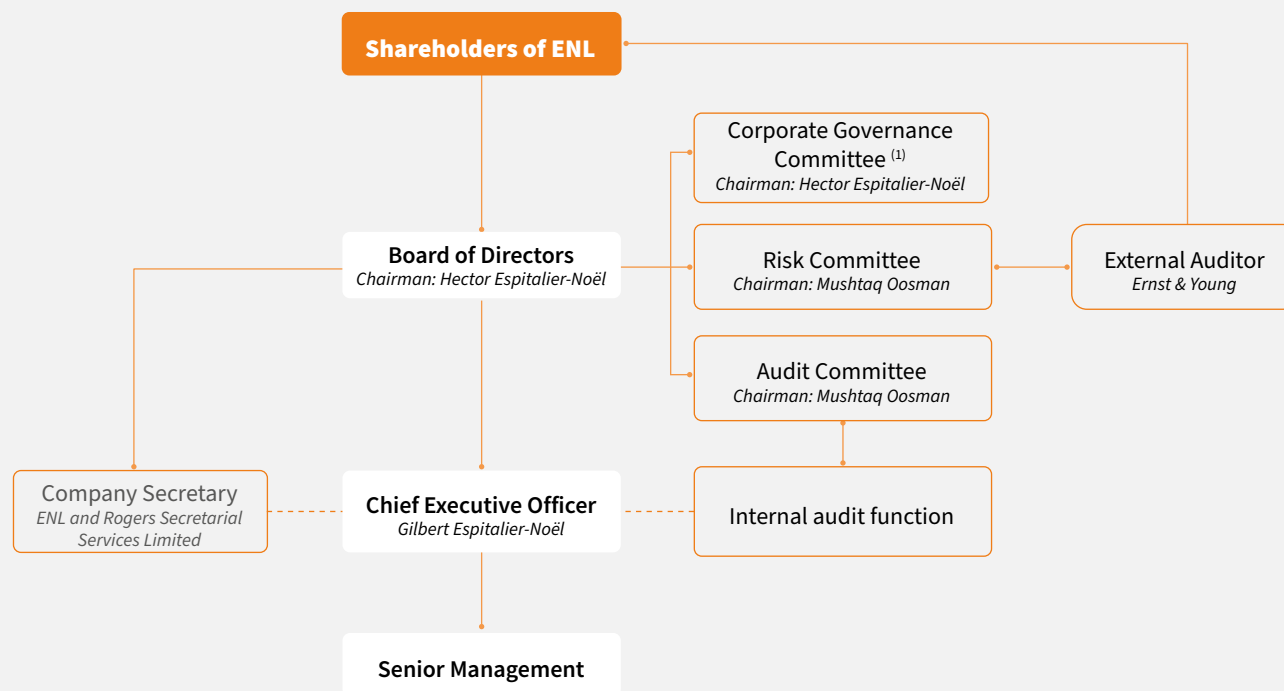 Shareholders of ENL
Corporate Governance
Committee (1)
Chairman: Hector Espitalier-Noël
Board of Directors
Chairman: Hector Espitalier-Noël
Risk Committee
Chairman: Mushtaq Oosman
External Auditor
Ernst & Young
Audit Committee
Chairman: Mushtaq Oosman
Company Secretary
ENL and Rogers Secretarial
Services Limited
Chief Executive Officer
Gilbert Espitalier-Noël
Internal audit function
Senior Management